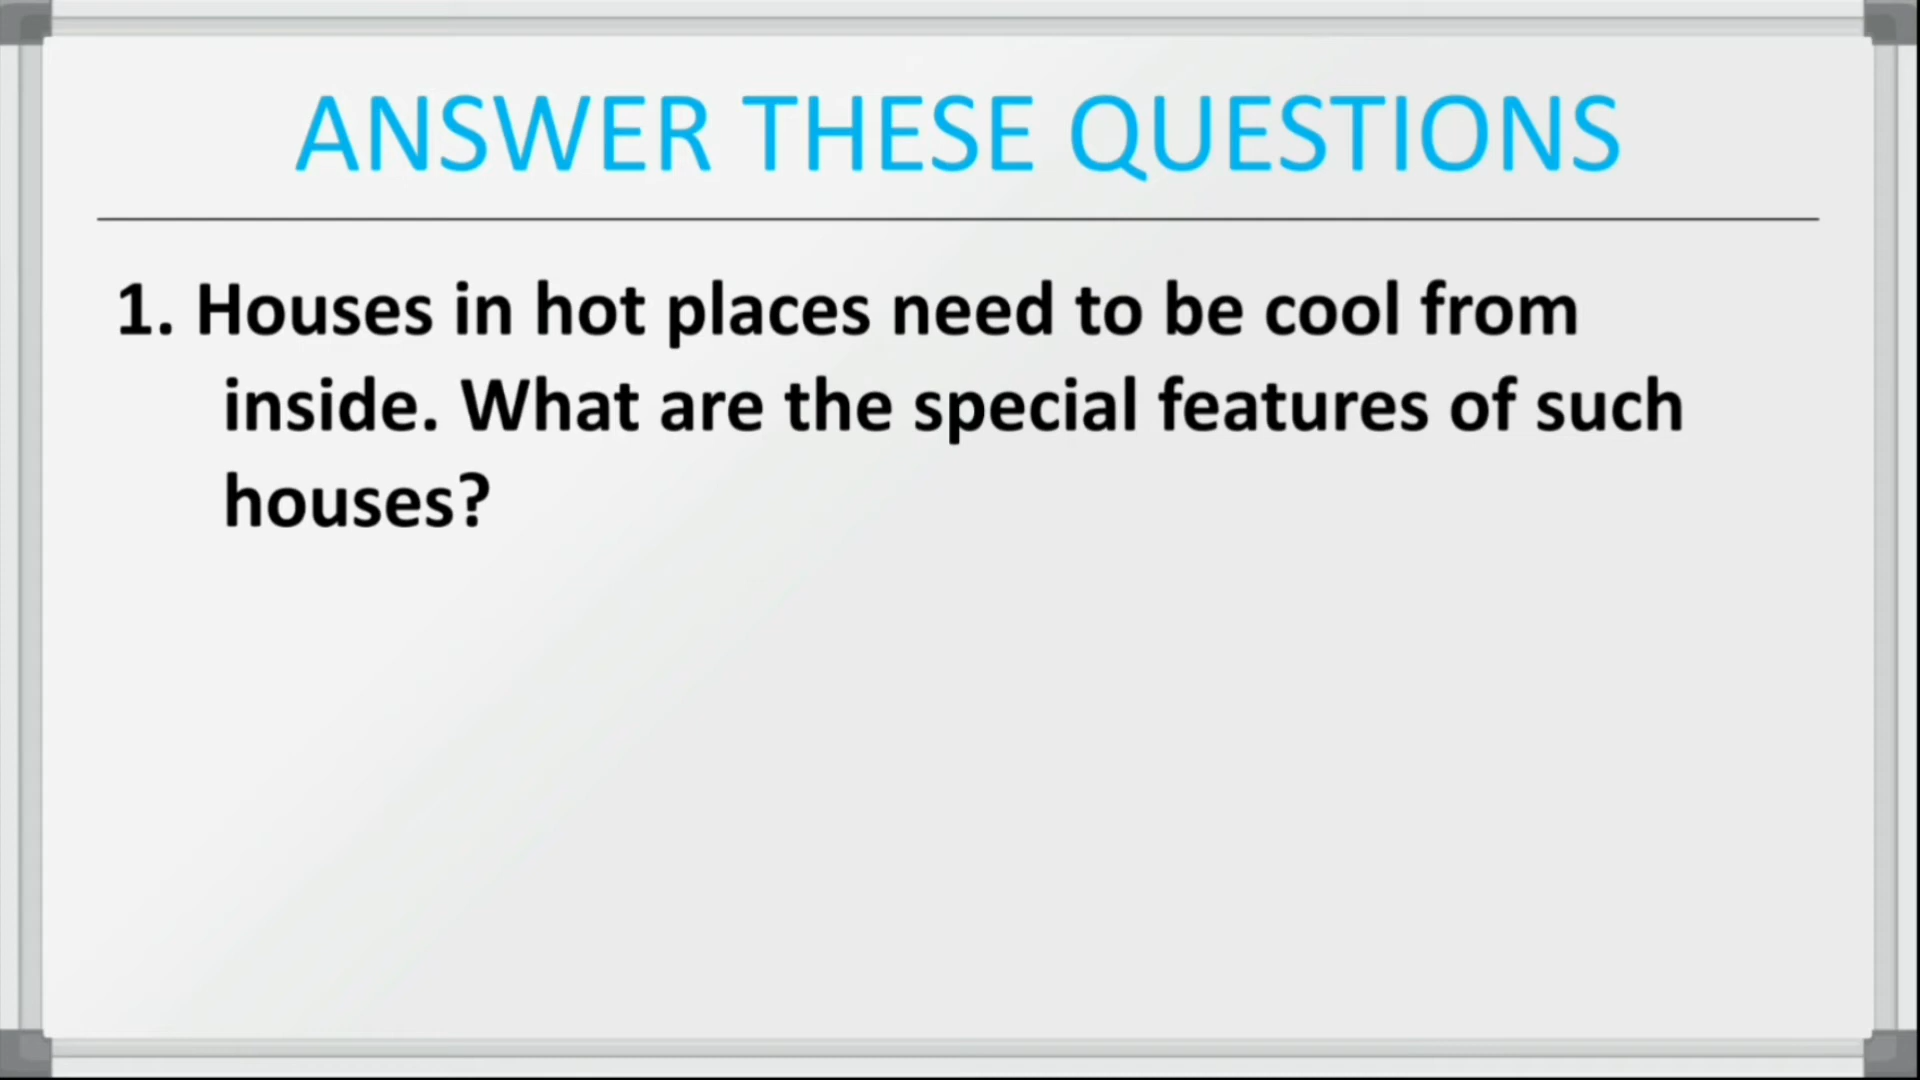 ANSWER THESE QUESTIONS
1. Houses in hot places need to be cool from
inside. What are the special features of such
houses?